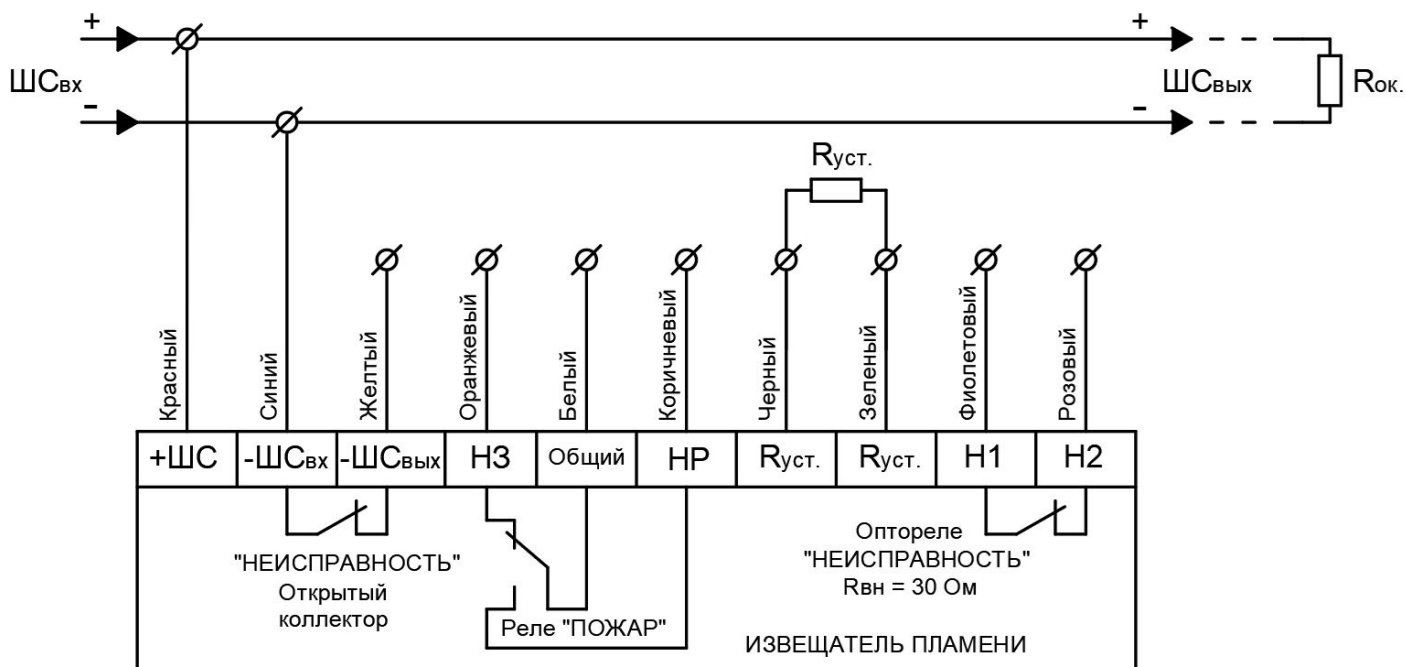 + +
ШСвх ШСвых Rок.
- -
Rуст.
Красный
Синий
Желтый
Оранжевый
Белый
Коричневый
Черный
Зеленый
Фиолетовый
Розовый
+ШС -ШСвх -ШСвых НЗ Общий НР Rуст. Rуст. Н1 Н2
"НЕИСПРАВНОСТЬ"
Открытый
коллектор
Реле "ПОЖАР"
Оптореле
"НЕИСПРАВНОСТЬ"
Rвн = 30 Ом
ИЗВЕЩАТЕЛЬ ПЛАМЕНИ